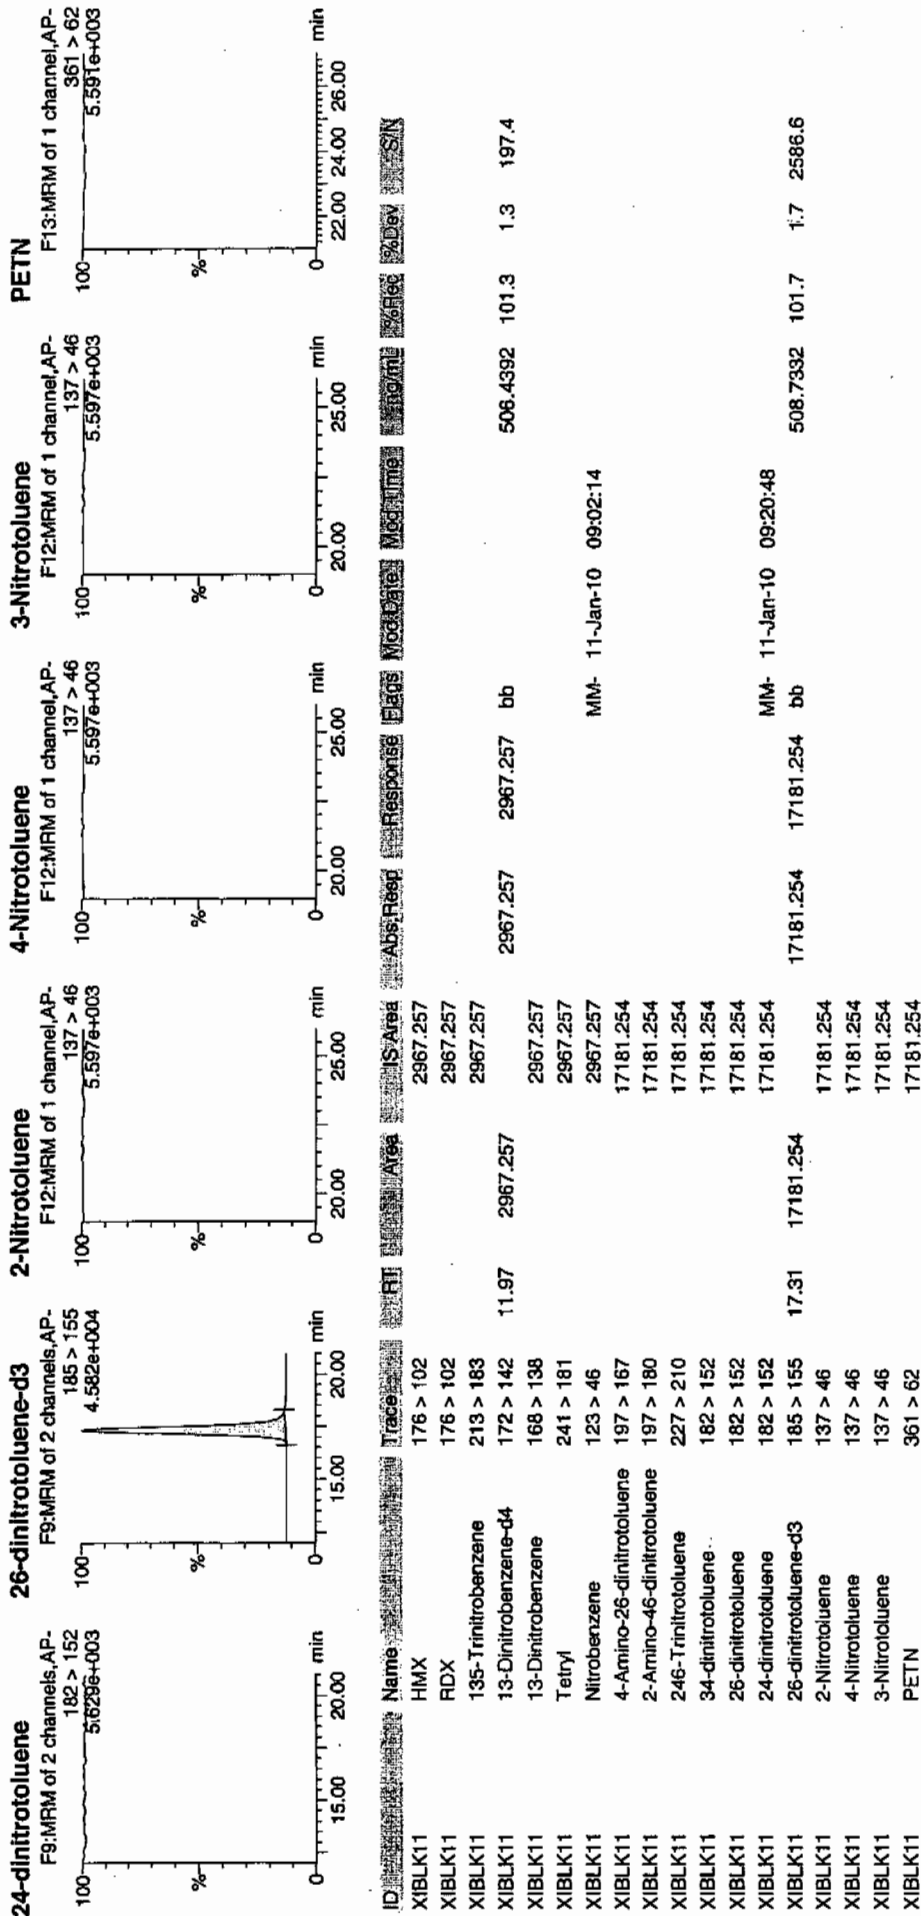 24-dinitrotoluene
F9:MRM of 2 channels,AP-
182 > 152
5.629e+003
100
%
0
15.00 20.00 min
26-dinitrotoluene-d3
F9:MRM of 2 channels,AP-
185 > 155
4.582e+004
100
%
0
15.00 20.00 min
2-Nitrotoluene
F12:MRM of 1 channel,AP-
137 > 46
5.597e+003
100
%
0
20.00 25.00 min
4-Nitrotoluene
F12:MRM of 1 channel,AP-
137 > 46
5.597e+003
100
%
0
20.00 25.00 min
3-Nitrotoluene
F12:MRM of 1 channel,AP-
137 > 46
5.597e+003
100
%
0
20.00 25.00 min
PETN
F13:MRM of 1 channel,AP-
361 > 62
5.591e+003
100
%
0
22.00 24.00 26.00 min
ID Name Trace RT Area IS Area Abs.Resp Response Flags Mod.Date Mod.Time ng/mL %Rec %Dev S/N
XIBLK11 HMX 176 > 102 2967.257
XIBLK11 RDX 176 > 102 2967.257
XIBLK11 135-Trinitrobenzene 213 > 183 2967.257
XIBLK11 13-Dinitrobenzene-d4 172 > 142 11.97 2967.257 2967.257 2967.257 bb 506.4392 101.3 1.3 197.4
XIBLK11 13-Dinitrobenzene 168 > 138 2967.257
XIBLK11 Tetryl 241 > 181 2967.257
XIBLK11 Nitrobenzene 123 > 46 2967.257 MM- 11-Jan-10 09:02:14
XIBLK11 4-Amino-26-dinitrotoluene 197 > 167 17181.254
XIBLK11 2-Amino-46-dinitrotoluene 197 > 180 17181.254
XIBLK11 246-Trinitrotoluene 227 > 210 17181.254
XIBLK11 34-dinitrotoluene 182 > 152 17181.254
XIBLK11 26-dinitrotoluene 182 > 152 17181.254
XIBLK11 24-dinitrotoluene 182 > 152 17181.254 MM- 11-Jan-10 09:20:48
XIBLK11 26-dinitrotoluene-d3 185 > 155 17.31 17181.254 17181.254 17181.254 bb 508.7332 101.7 1.7 2586.6
XIBLK11 2-Nitrotoluene 137 > 46 17181.254
XIBLK11 4-Nitrotoluene 137 > 46 17181.254
XIBLK11 3-Nitrotoluene 137 > 46 17181.254
XIBLK11 PETN 361 > 62 17181.254